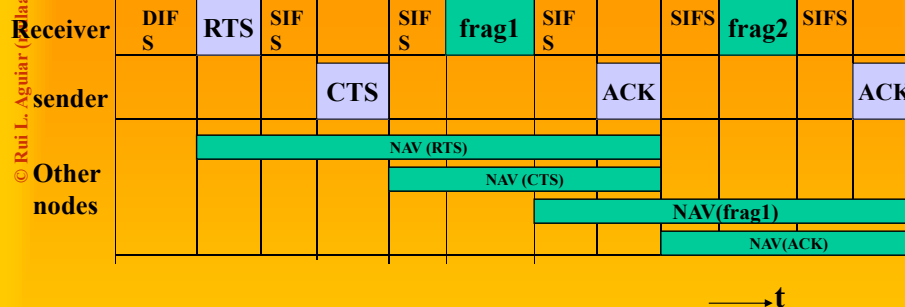 Receiver
DIF
S
RTS
SIF
S
SIF
S
frag1
SIF
S
SIFS
frag2
SIFS
sender
CTS
ACK
ACK
NAV (RTS)
NAV (CTS)
Other
nodes
NAV(frag1)
NAV(ACK)
t
© Rui L. Aguiar